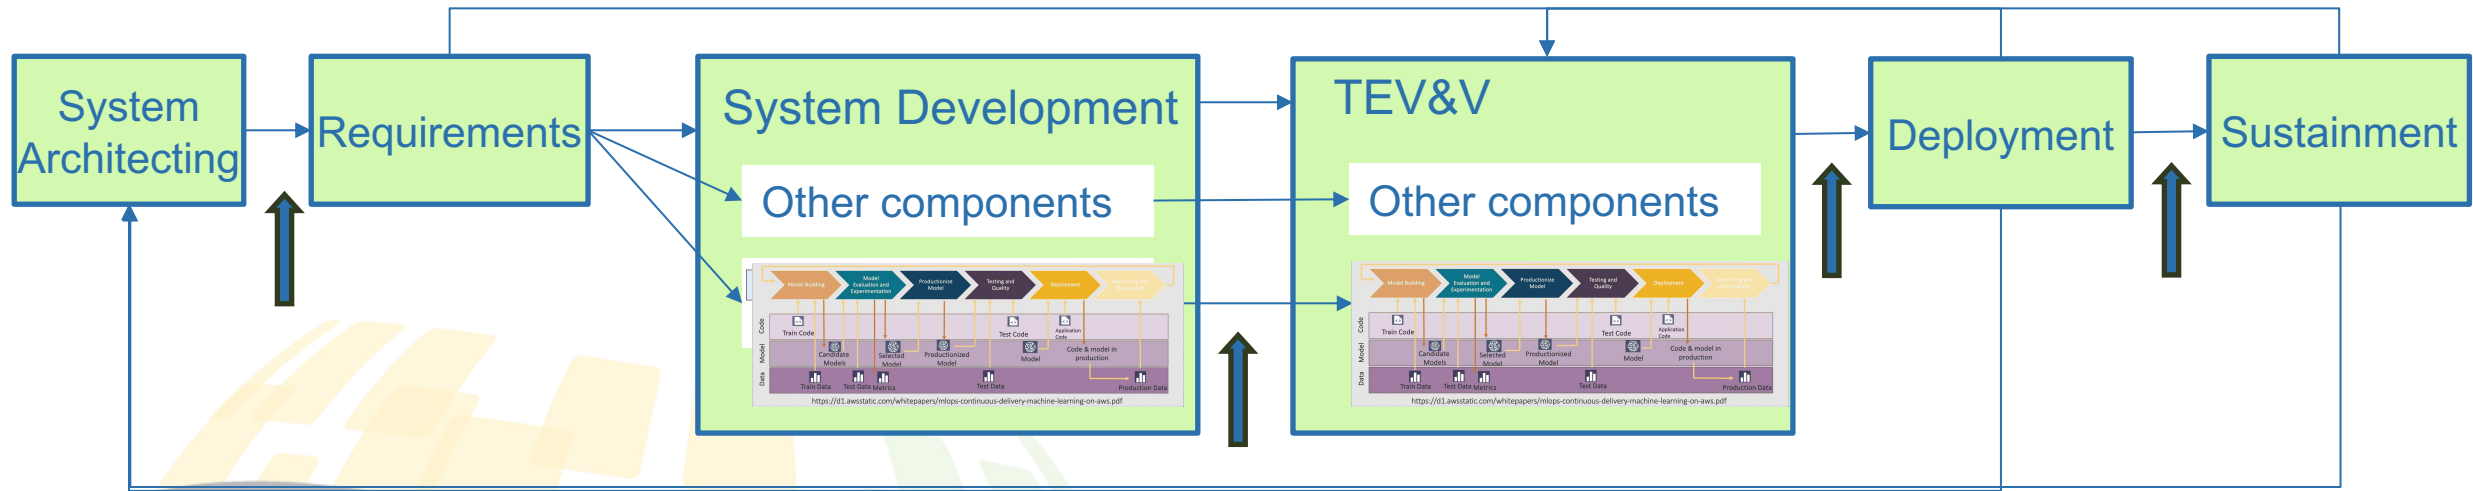 System
Architecting
Requirements
System Development
Other components
Model Building
Model
Evaluation and
Experimentation
Productionize
Model
Testing and
Quality
Deployment
Code
Train Code
Test Code
Application
Code
Model
Candidate
Models
Selected
Model
Productionized
Model
Model
Code & model in
production
Data
Train Data
Test Data
Metrics
Test Data
Production Data
https://d1.awsstatic.com/whitepapers/mlops-continuous-delivery-machine-learning-on-aws.pdf
TEV&V
Other components
Model Building
Model
Evaluation and
Experimentation
Productionize
Model
Testing and
Quality
Deployment
Code
Train Code
Test Code
Application
Code
Model
Candidate
Models
Selected
Model
Productionized
Model
Model
Code & model in
production
Data
Train Data
Test Data
Metrics
Test Data
Production Data
https://d1.awsstatic.com/whitepapers/mlops-continuous-delivery-machine-learning-on-aws.pdf
Deployment
Sustainment